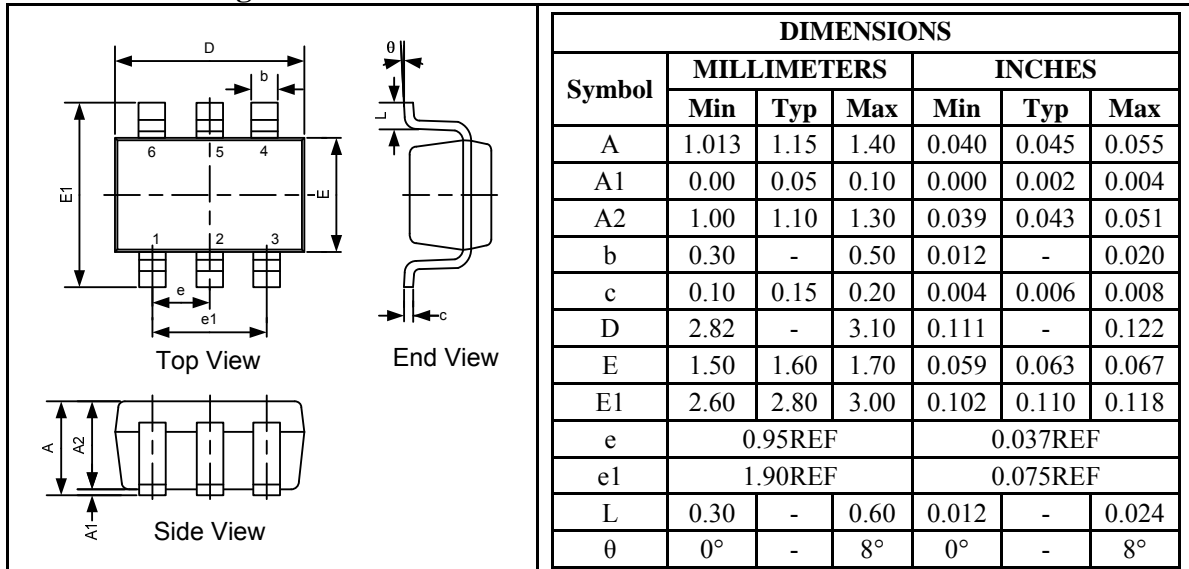 D
b
6 5 4
E1
E
1 2 3
e
e1
Top View
θ
L
c
End View
A
A2
A1
Side View
DIMENSIONS
Symbol MILLIMETERS INCHES
Min Typ Max Min Typ Max
A 1.013 1.15 1.40 0.040 0.045 0.055
A1 0.00 0.05 0.10 0.000 0.002 0.004
A2 1.00 1.10 1.30 0.039 0.043 0.051
b 0.30 - 0.50 0.012 - 0.020
c 0.10 0.15 0.20 0.004 0.006 0.008
D 2.82 - 3.10 0.111 - 0.122
E 1.50 1.60 1.70 0.059 0.063 0.067
E1 2.60 2.80 3.00 0.102 0.110 0.118
e 0.95REF 0.037REF
e1 1.90REF 0.075REF
L 0.30 - 0.60 0.012 - 0.024
θ 0° - 8° 0° - 8°